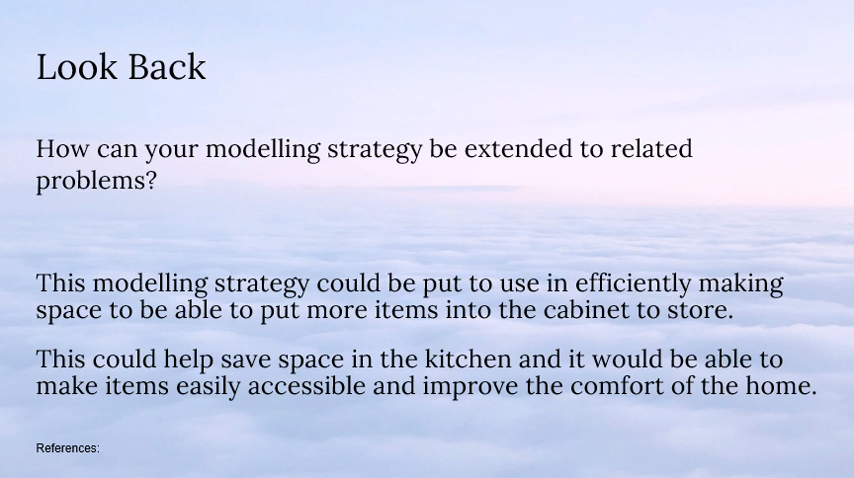 Look Back
How can your modelling strategy be extended to related
problems?
This modelling strategy could be put to use in efficiently making
space to be able to put more items into the cabinet to store.
This could help save space in the kitchen and it would be able to
make items easily accessible and improve the comfort of the home.
References: